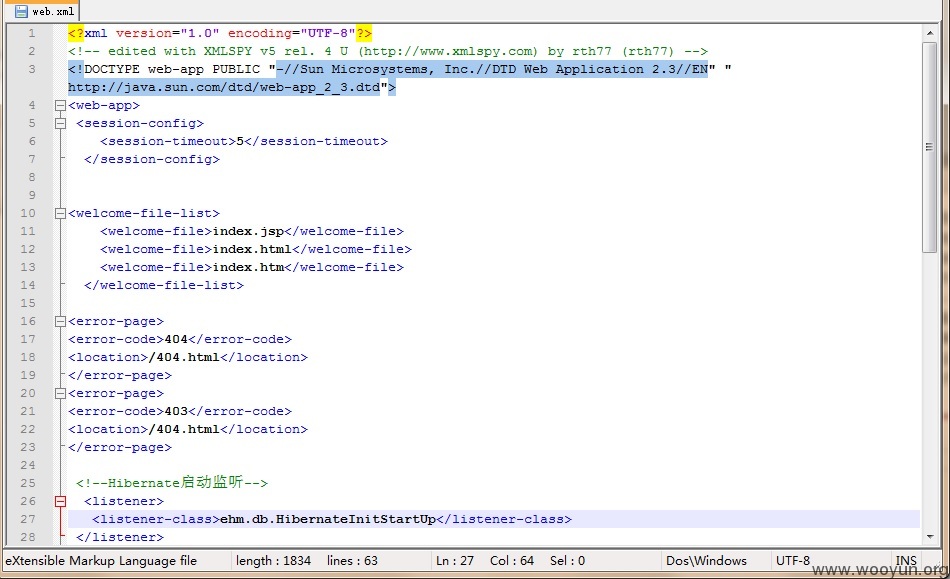 web.xml
1 <?xml version="1.0" encoding="UTF-8"?>
2 <!-- edited with XMLSPY v5 rel. 4 U (http://www.xmlspy.com) by rth77 (rth77) -->
3 <!DOCTYPE web-app PUBLIC "-//Sun Microsystems, Inc.//DTD Web Application 2.3//EN" "
http://java.sun.com/dtd/web-app_2_3.dtd">
4 <web-app>
5 <session-config>
6 <session-timeout>5</session-timeout>
7 </session-config>
8
9
10 <welcome-file-list>
11 <welcome-file>index.jsp</welcome-file>
12 <welcome-file>index.html</welcome-file>
13 <welcome-file>index.htm</welcome-file>
14 </welcome-file-list>
15
16 <error-page>
17 <error-code>404</error-code>
18 <location>/404.html</location>
19 </error-page>
20 <error-page>
21 <error-code>403</error-code>
22 <location>/404.html</location>
23 </error-page>
24
25 <!--Hibernate启动监听-->
26 <listener>
27 <listener-class>ehm.db.HibernateInitStartUp</listener-class>
28 </listener>
eXtensible Markup Language file length : 1834 lines : 63 Ln : 27 Col : 64 Sel : 0 Dos\Windows UTF-8 INS
www.wooyun.org